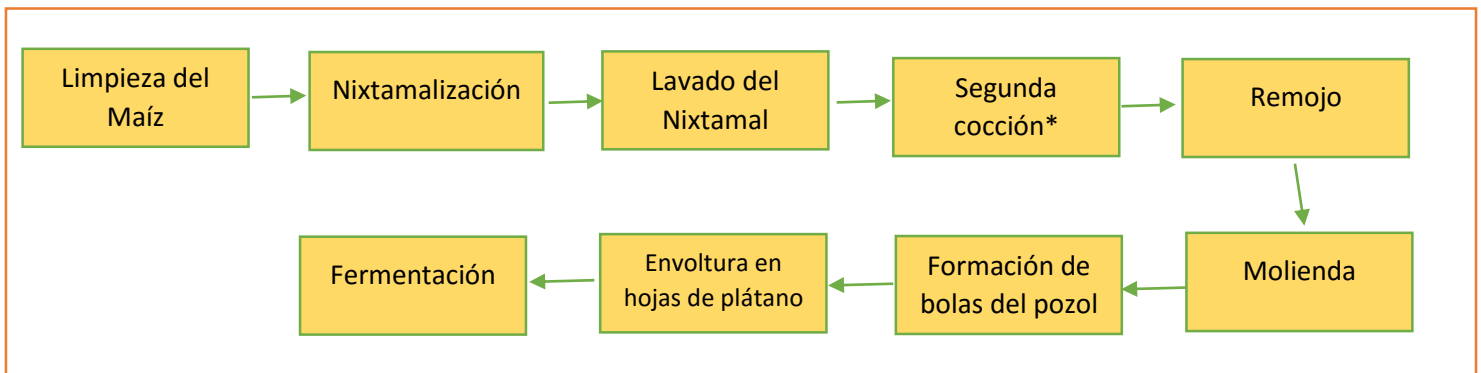 Limpieza del
Maíz
Nixtamalización
Lavado del
Nixtamal
Segunda
cocción*
Remojo
Molienda
Formación de
bolas del pozol
Envoltura en
hojas de plátano
Fermentación